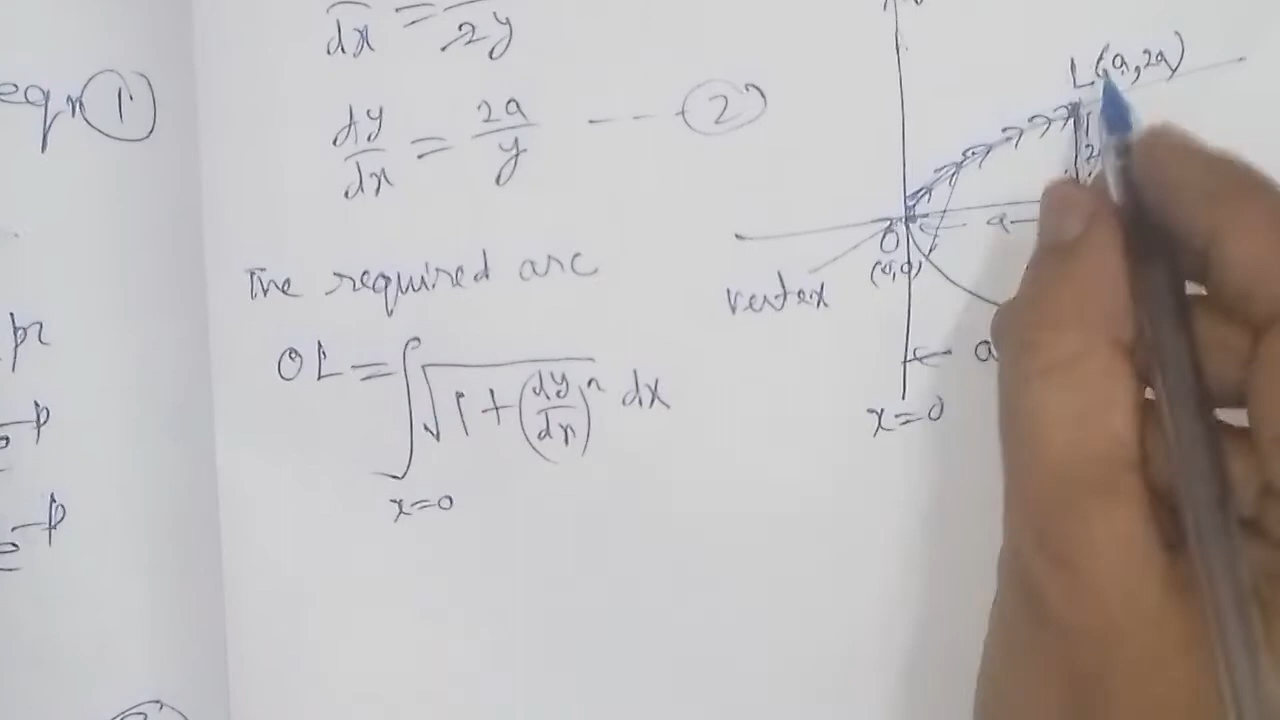 dx = 2y
eqn ①
dy/dx = 2a/y --- ②
L(a,2a)
a
O
(0,0)
vertex
The required arc
OL = ∫ √1+(dy/dx)² dx
x=0
a
x=0